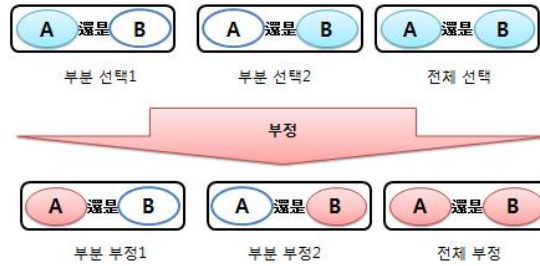 A 還是 B A 還是 B A 還是 B
부분 선택1 부분 선택2 전체 선택
부정
A 還是 B A 還是 B A 還是 B
부분 부정1 부분 부정2 전체 부정